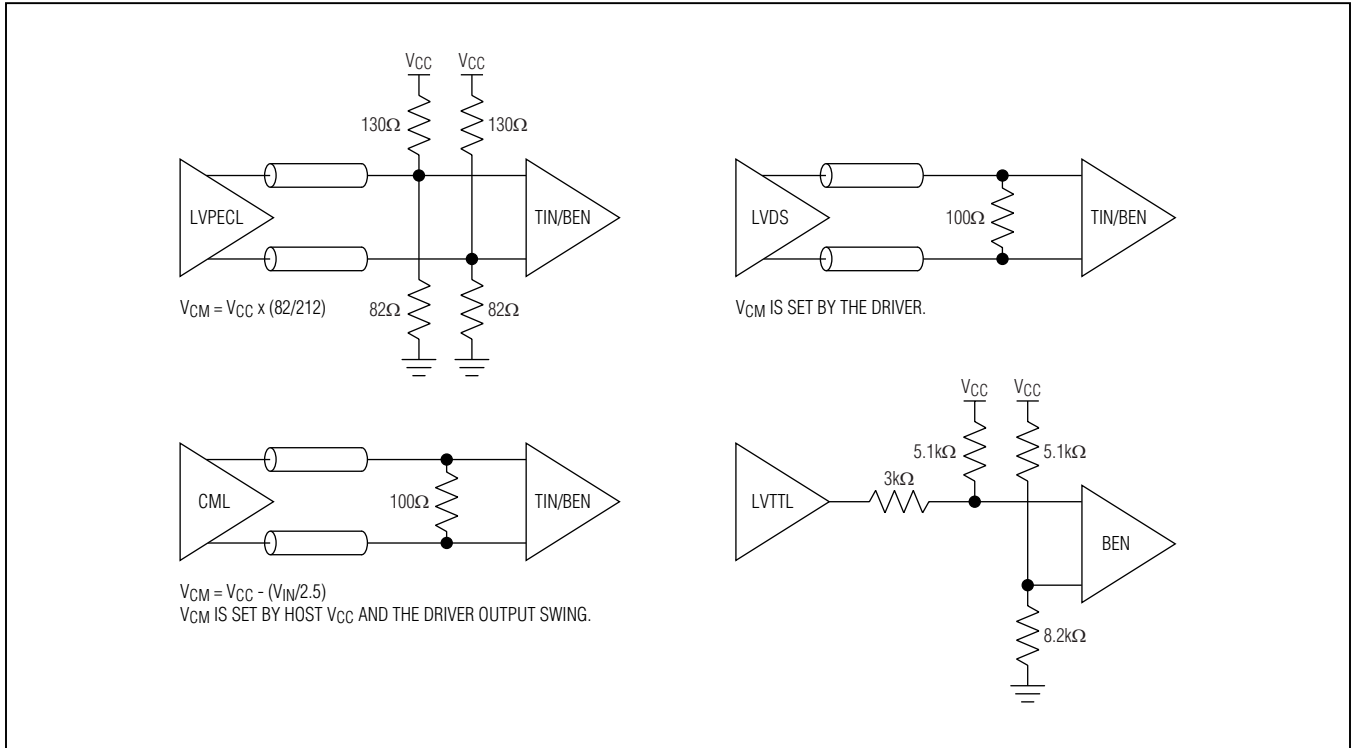 VCC VCC
130Ω 130Ω
LVPECL TIN/BEN
VCM = VCC x (82/212)
82Ω 82Ω
LVDS 100Ω TIN/BEN
VCM IS SET BY THE DRIVER.
CML 100Ω TIN/BEN
VCM = VCC - (VIN/2.5)
VCM IS SET BY HOST VCC AND THE DRIVER OUTPUT SWING.
VCC VCC
5.1kΩ 5.1kΩ
3kΩ
LVTTL BEN
8.2kΩ